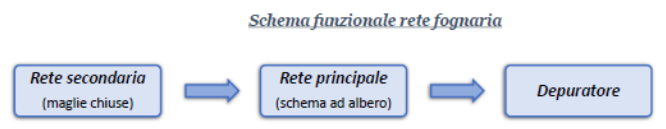 Schema funzionale rete fognaria
Rete secondaria
(maglie chiuse)
Rete principale
(schema ad albero)
Depuratore